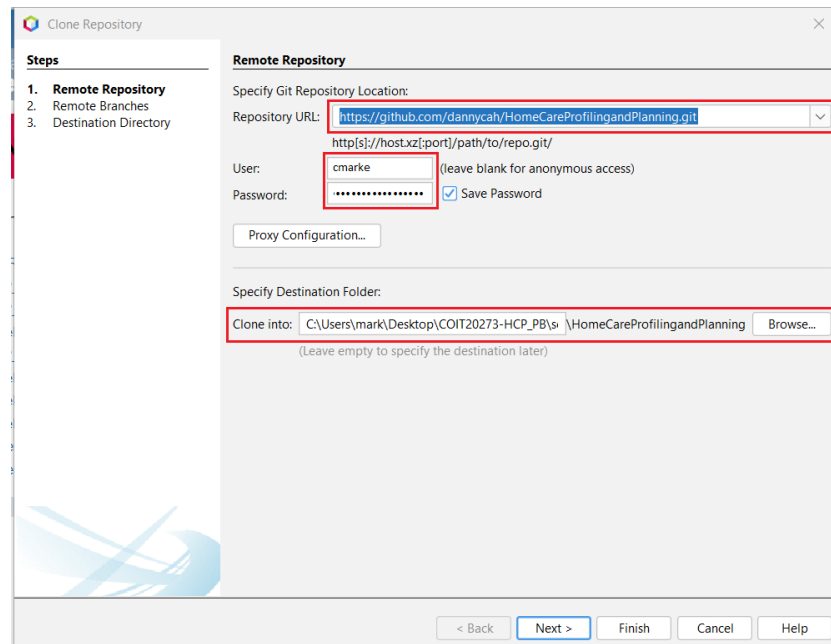 Clone Repository
Steps
1. Remote Repository
2. Remote Branches
3. Destination Directory
Remote Repository
Specify Git Repository Location:
Repository URL: https://github.com/dannycah/HomeCareProfilingandPlanning.git
http[s]://host.xz[:port]/path/to/repo.git/
User: cmarke (leave blank for anonymous access)
Password: •••••••••••••••• Save Password
Proxy Configuration...
Specify Destination Folder:
Clone into: C:\Users\mark\Desktop\COIT20273-HCP_PB\s \HomeCareProfilingandPlanning Browse...
(Leave empty to specify the destination later)
< Back Next > Finish Cancel Help